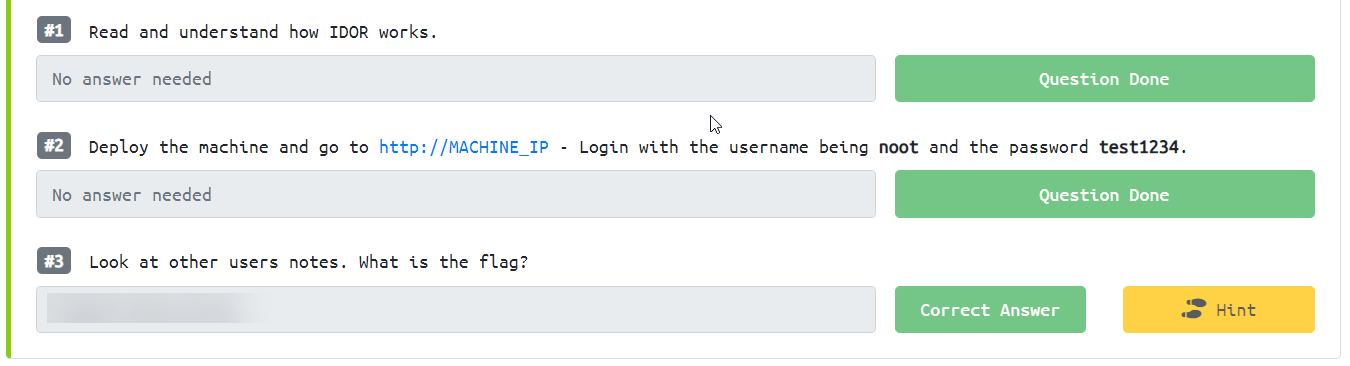 #1 Read and understand how IDOR works.
No answer needed Question Done
#2 Deploy the machine and go to http://MACHINE_IP - Login with the username being noot and the password test1234.
No answer needed Question Done
#3 Look at other users notes. What is the flag?
Correct Answer Hint